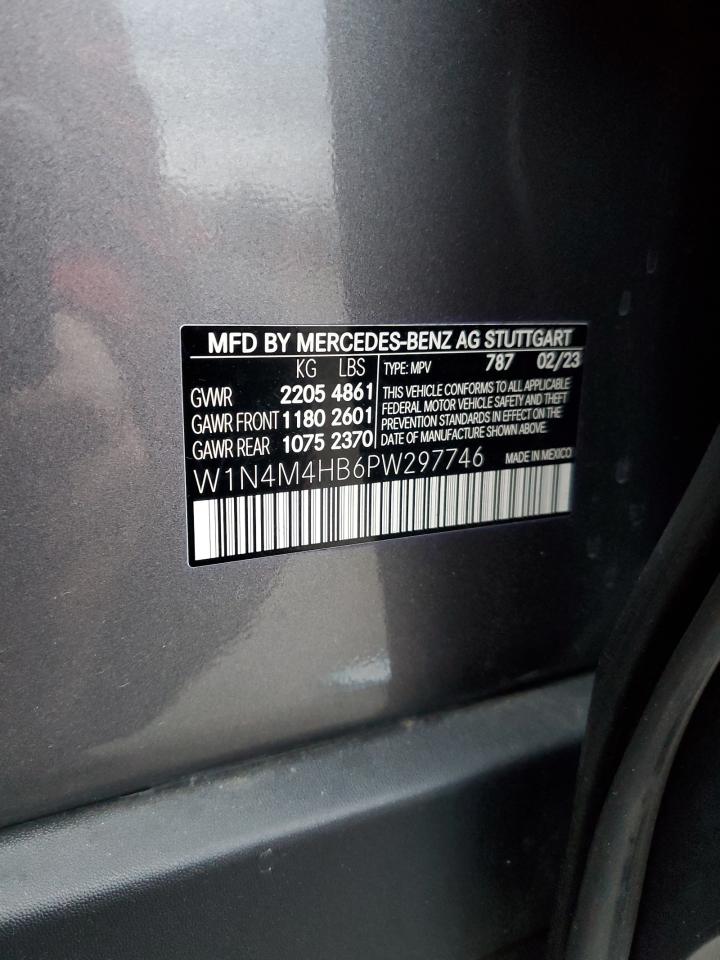 MFD BY MERCEDES-BENZ AG STUTTGART
KG LBS
GVWR 2205 4861
GAWR FRONT 1180 2601
GAWR REAR 1075 2370
TYPE: MPV 787 02/23
THIS VEHICLE CONFORMS TO ALL APPLICABLE
FEDERAL MOTOR VEHICLE SAFETY AND THEFT
PREVENTION STANDARDS IN EFFECT ON THE
DATE OF MANUFACTURE SHOWN ABOVE.
W1N4M4HB6PW297746 MADE IN MEXICO